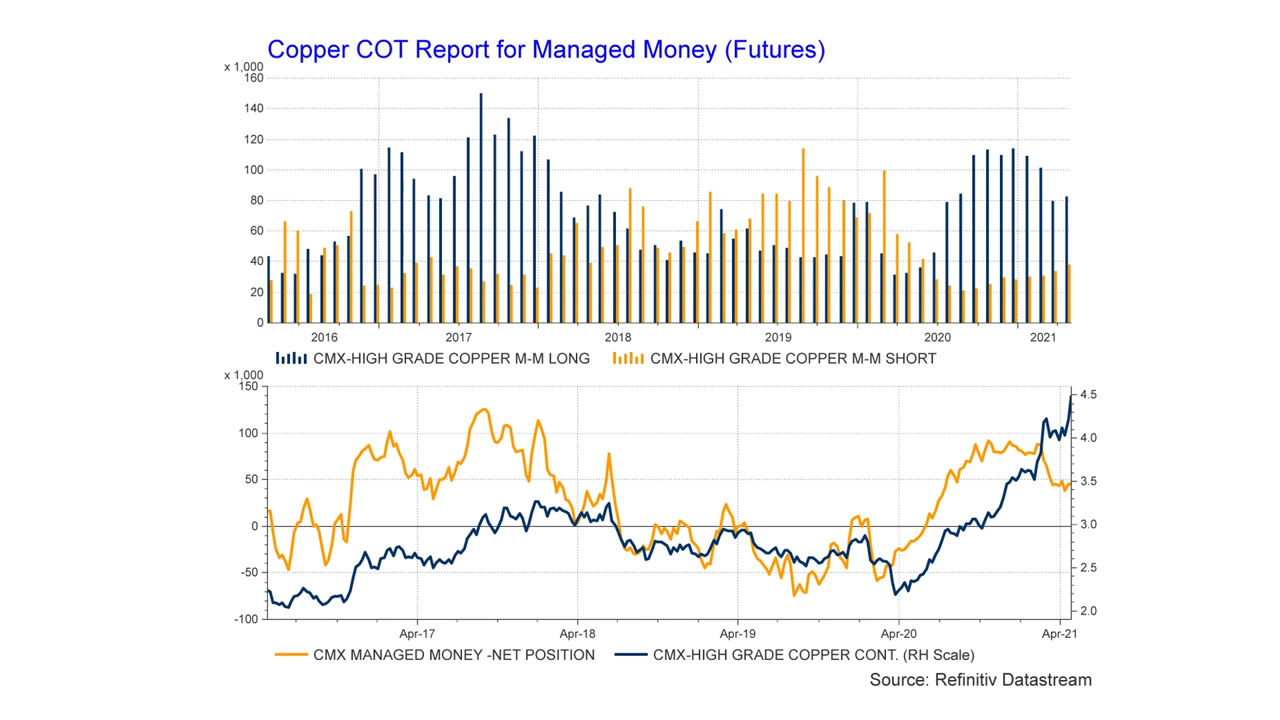 Copper COT Report for Managed Money (Futures)
x 1,000
160
140
120
100
80
60
40
20
0
2016 2017 2018 2019 2020 2021
CMX-HIGH GRADE COPPER M-M LONG CMX-HIGH GRADE COPPER M-M SHORT
x 1,000
150 4.5
100 4.0
50 3.5
0 3.0
-50 2.5
-100 2.0
Apr-17 Apr-18 Apr-19 Apr-20 Apr-21
CMX MANAGED MONEY -NET POSITION CMX-HIGH GRADE COPPER CONT. (RH Scale)
Source: Refinitiv Datastream